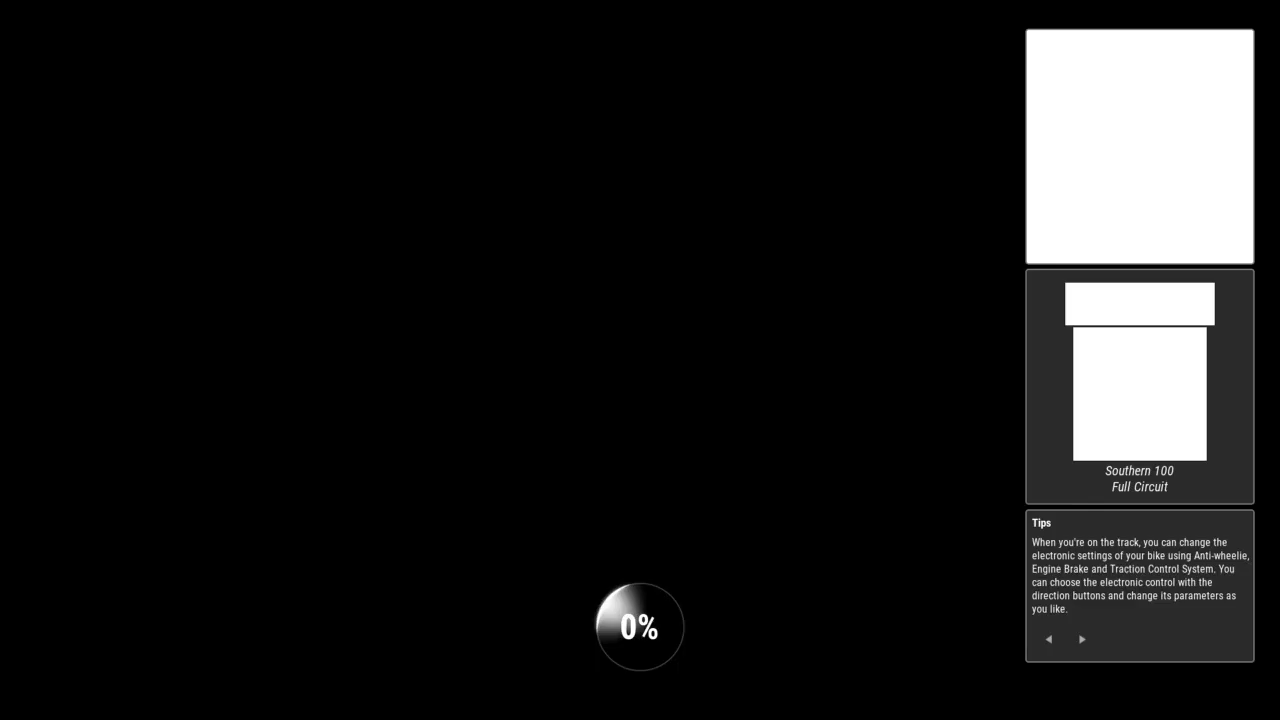 Southern 100
Full Circuit
Tips
When you're on the track, you can change the
electronic settings of your bike using Anti-wheelie,
Engine Brake and Traction Control System. You
can choose the electronic control with the
direction buttons and change its parameters as
you like.
0%